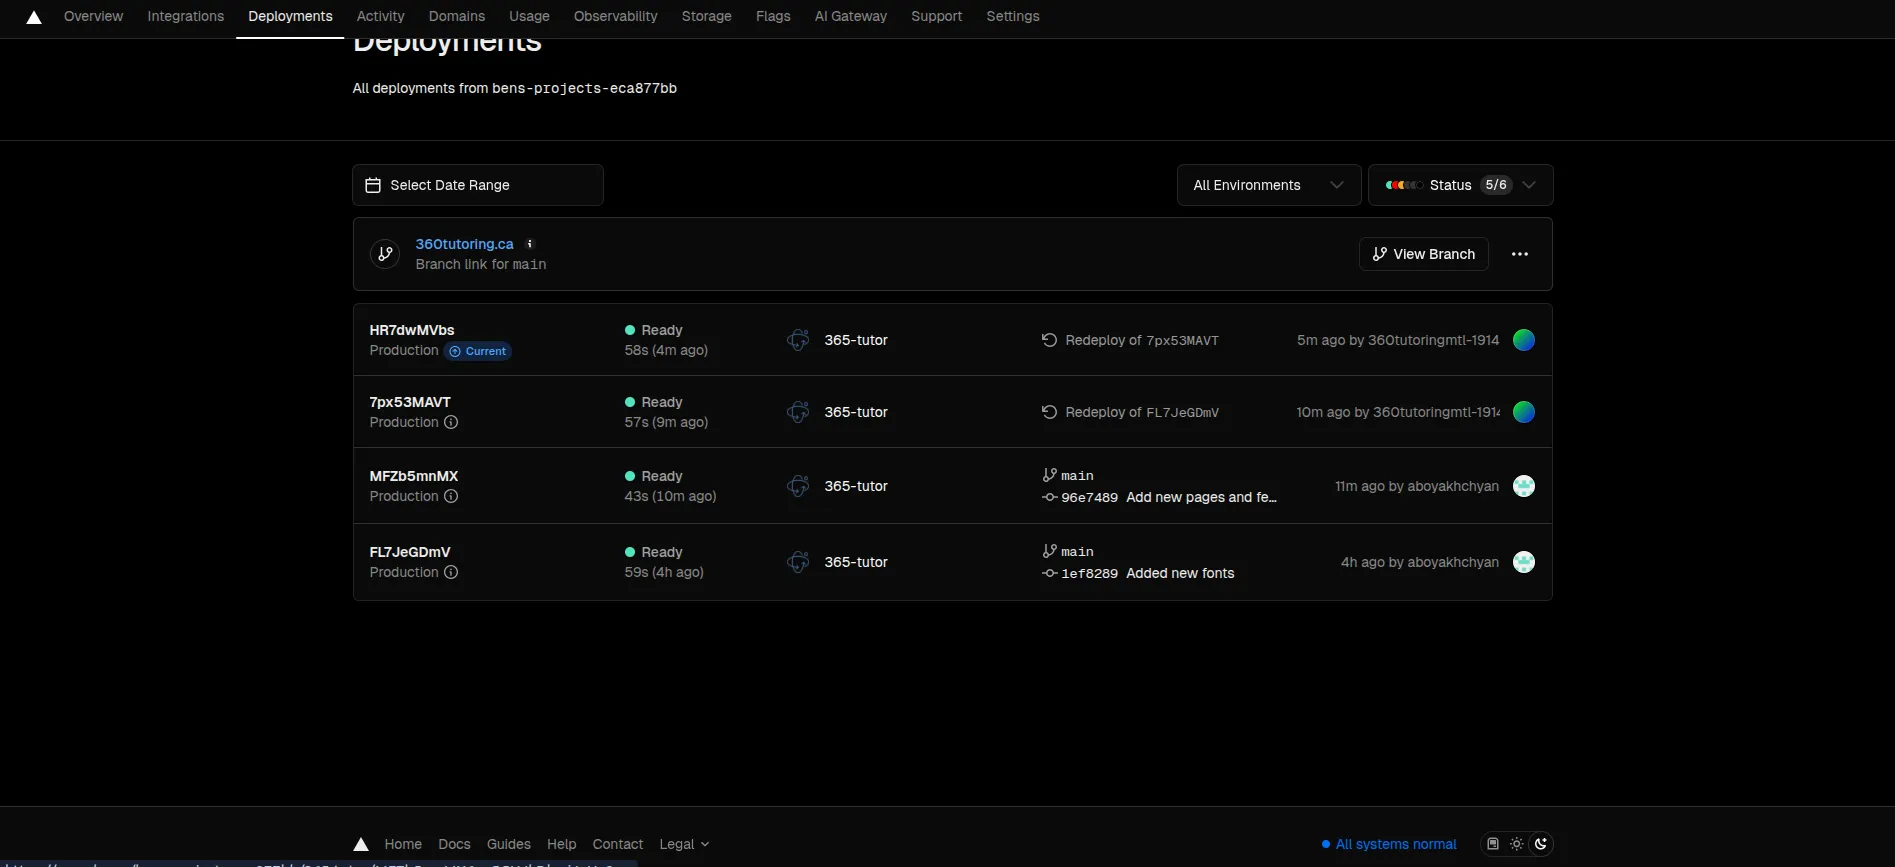 Overview Integrations Deployments Activity Domains Usage Observability Storage Flags AI Gateway Support Settings
Deployments
All deployments from bens-projects-eca877bb
Select Date Range
All Environments
Status 5/6
360tutoring.ca
Branch link for main
View Branch
HR7dwMVbs
Production Current
Ready
58s (4m ago)
365-tutor
Redeploy of 7px53MAVT
5m ago by 360tutoringmtl-1914
7px53MAVT
Production
Ready
57s (9m ago)
365-tutor
Redeploy of FL7JeGDmV
10m ago by 360tutoringmtl-1914
MFZb5mnMX
Production
Ready
43s (10m ago)
365-tutor
main
96e7489 Add new pages and fe…
11m ago by aboyakhchyan
FL7JeGDmV
Production
Ready
59s (4h ago)
365-tutor
main
1ef8289 Added new fonts
4h ago by aboyakhchyan
Home Docs Guides Help Contact Legal
All systems normal